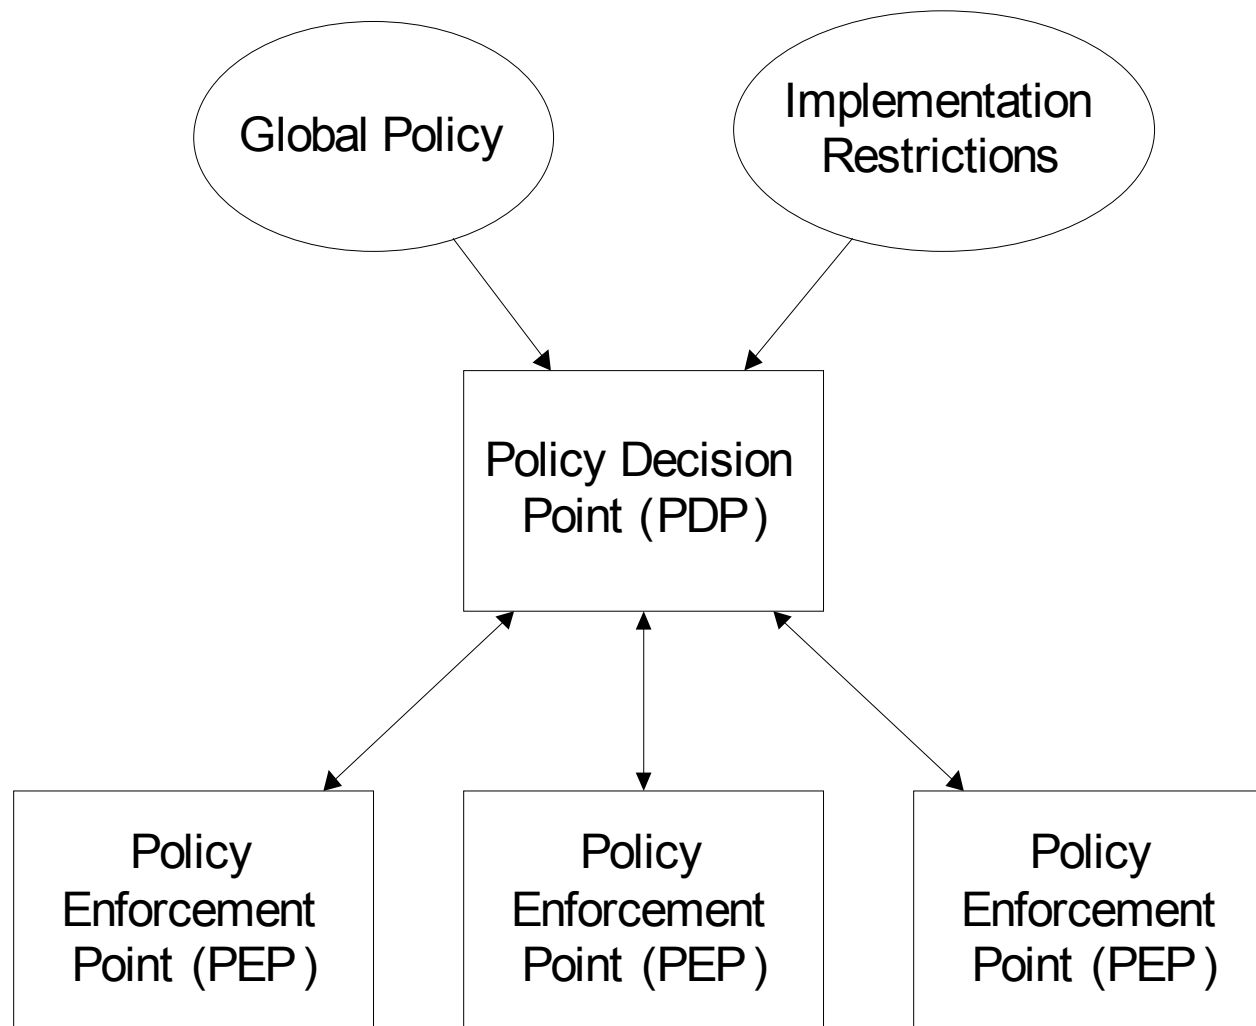 Global Policy
Implementation
Restrictions
Policy Decision
Point (PDP)
Policy
Enforcement
Point (PEP)
Policy
Enforcement
Point (PEP)
Policy
Enforcement
Point (PEP)